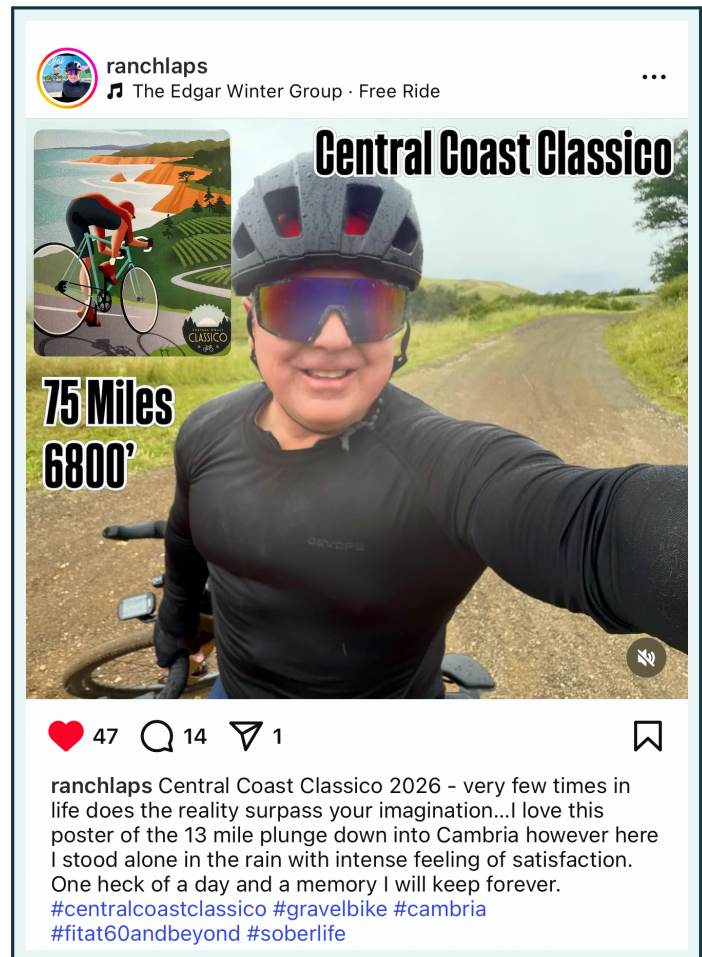 ranchlaps
The Edgar Winter Group · Free Ride
Central Coast Classico
CENTRAL COAST
CLASSICO
75 Miles
6800’
DEVOPS
47 14 1
ranchlaps Central Coast Classico 2026 - very few times in
life does the reality surpass your imagination...I love this
poster of the 13 mile plunge down into Cambria however here
I stood alone in the rain with intense feeling of satisfaction.
One heck of a day and a memory I will keep forever.
#centralcoastclassico #gravelbike #cambria
#fitat60andbeyond #soberlife